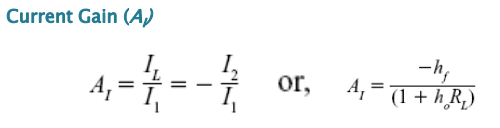 Current Gain (A_I)
A_I = I_L / I_1 = − I_2 / I_1 or, A_I = −h_f / (1 + h_o R_L)